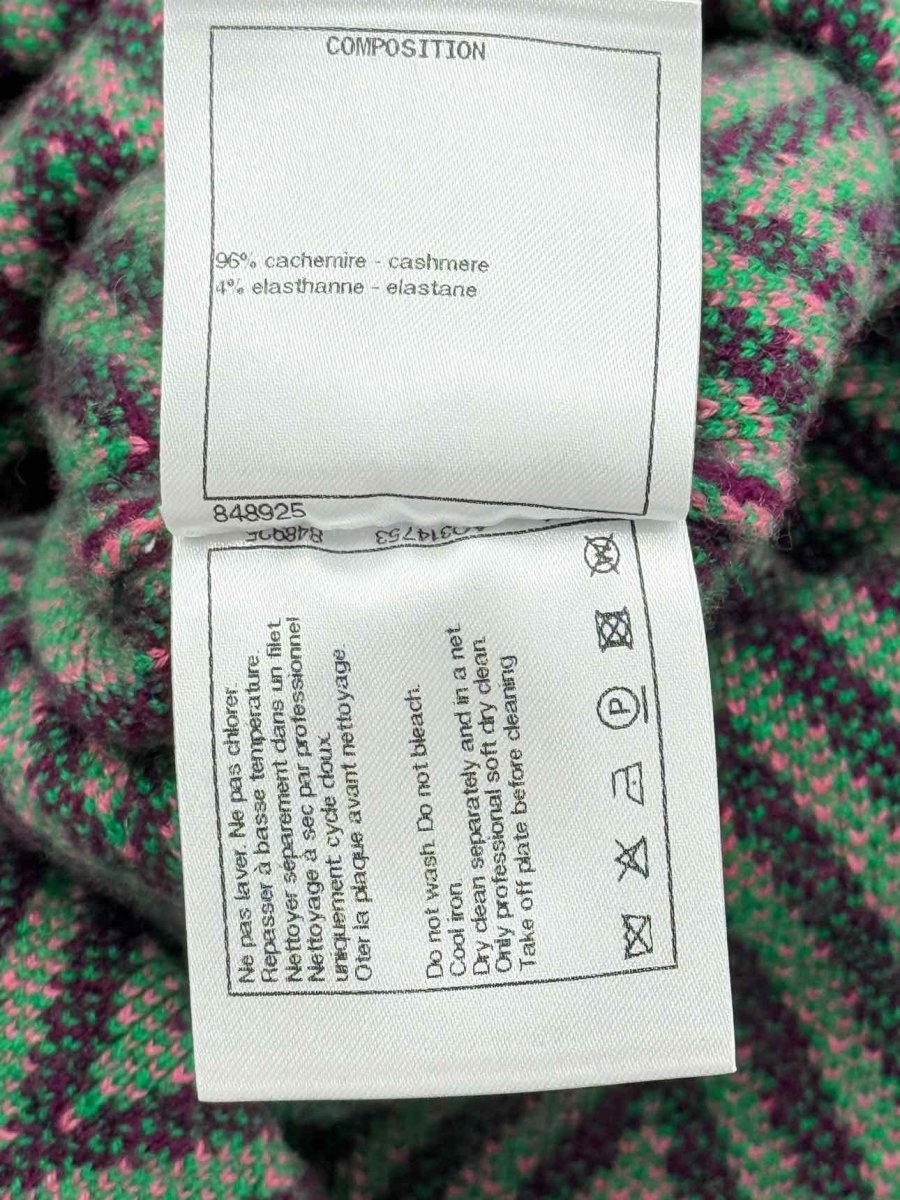 COMPOSITION
96% cachemire - cashmere
4% elasthanne - elastane
848925
848925
Ne pas laver. Ne pas chlorer.
Repasser à basse température
Nettoyer séparement dans un filet
Nettoyage à sec par professionnel
uniquement cycle doux
Oter la plaque avant nettoyage
Do not wash. Do not bleach.
Cool iron
Dry clean separately and in a net
Only professional soft dry clean
Take off plate before cleaning
P